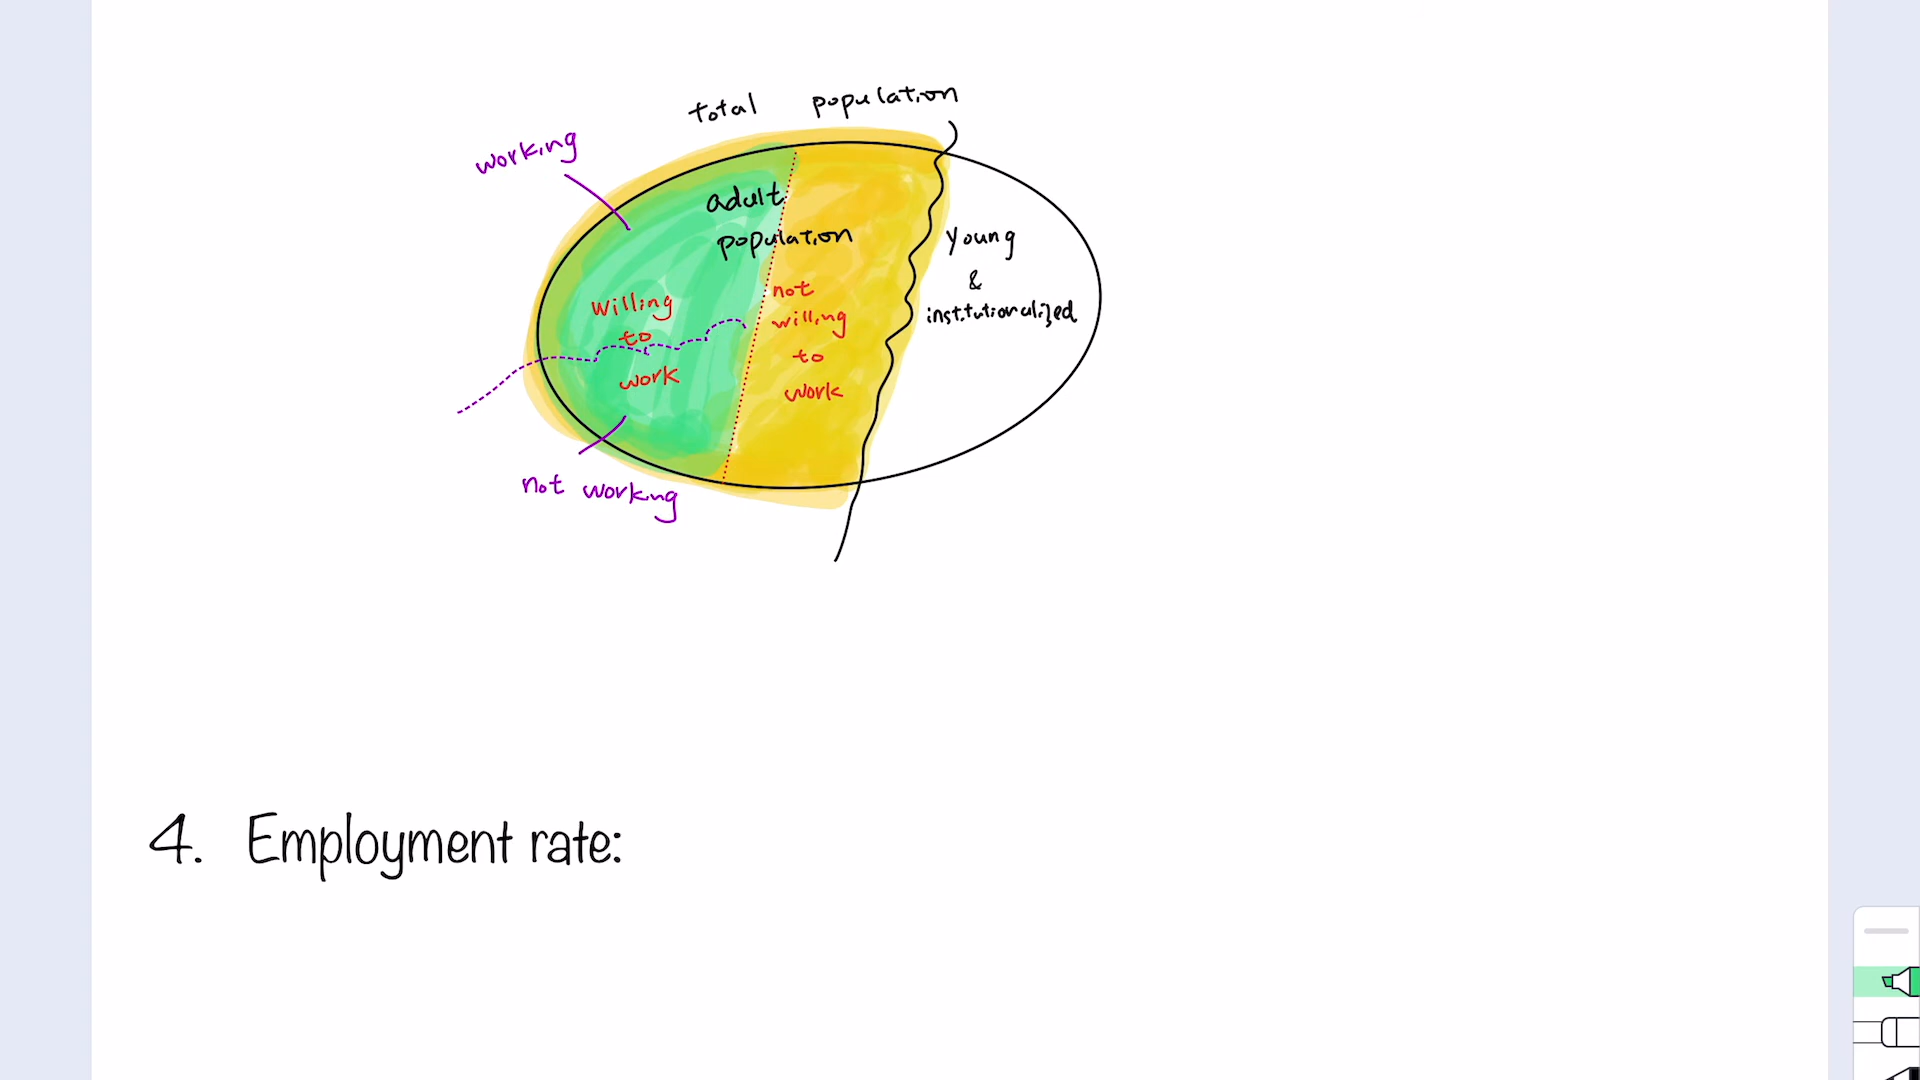 total population
working
adult
population
Young
&
institutionalized
willing
to
work
not
willing
to
work
not working
4. Employment rate: